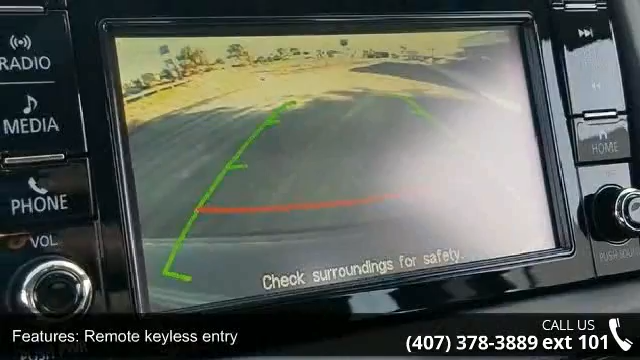 RADIO
MEDIA
PHONE
VOL
HOME
Check surroundings for safety.
Features: Remote keyless entry
CALL US
(407) 378-3889 ext 101